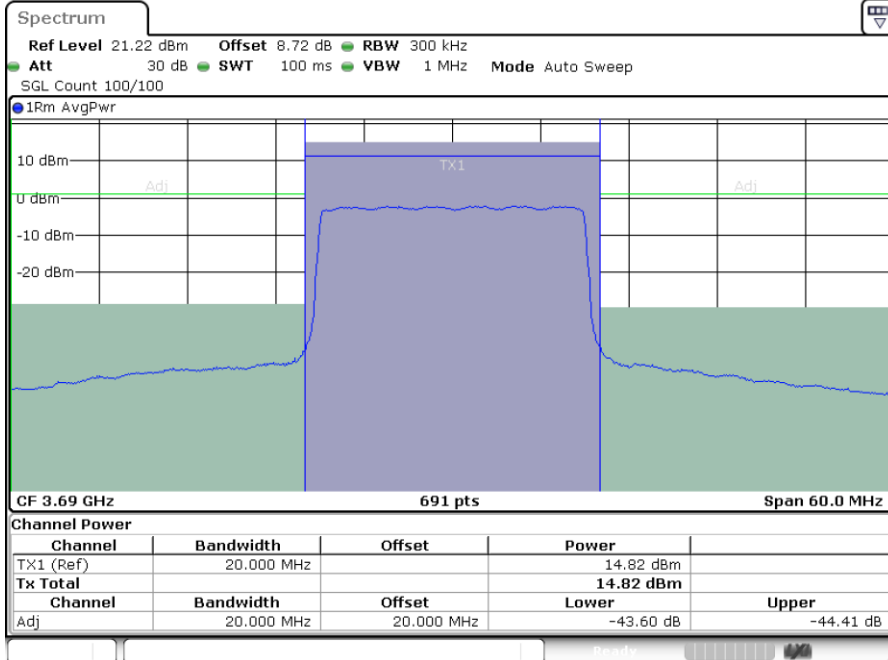 Spectrum
Ref Level 21.22 dBm Offset 8.72 dB RBW 300 kHz
Att 30 dB SWT 100 ms VBW 1 MHz Mode Auto Sweep
SGL Count 100/100
1Rm AvgPwr
10 dBm
TX1
Adj Adj
0 dBm
-10 dBm
-20 dBm
CF 3.69 GHz 691 pts Span 60.0 MHz
Channel Power
Channel Bandwidth Offset Power
TX1 (Ref) 20.000 MHz 14.82 dBm
Tx Total 14.82 dBm
Channel Bandwidth Offset Lower Upper
Adj 20.000 MHz 20.000 MHz -43.60 dB -44.41 dB
Ready